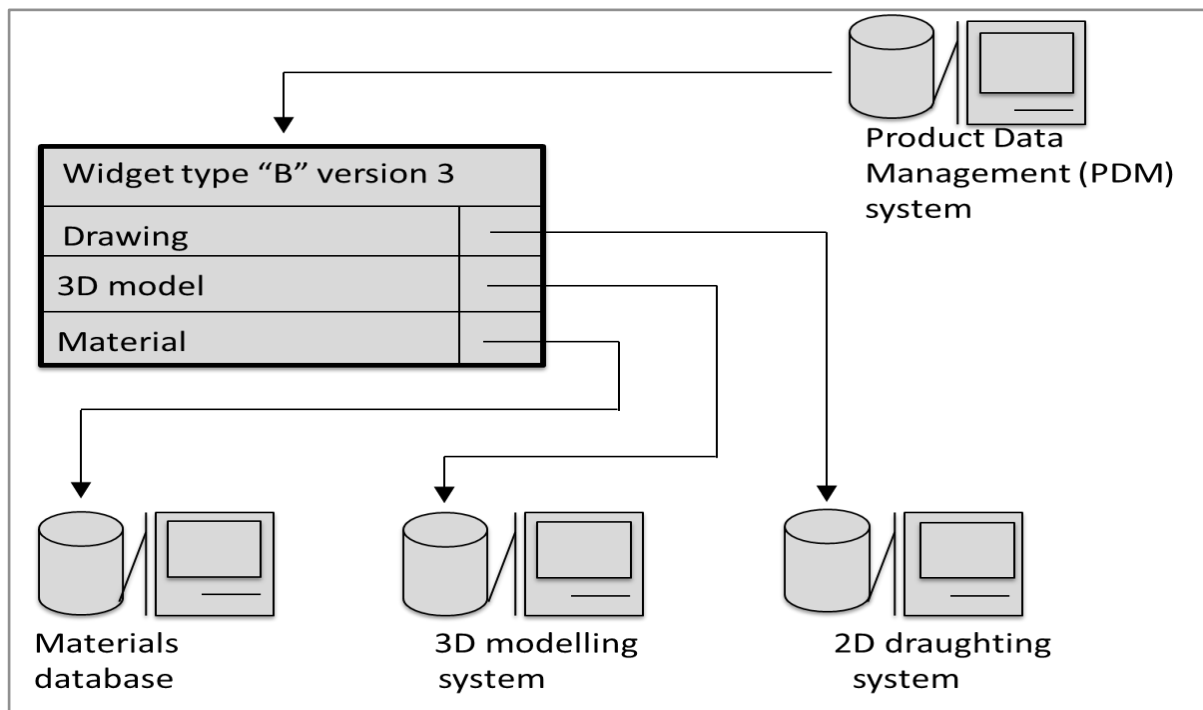 Product Data
Management (PDM)
system
Widget type “B” version 3
Drawing
3D model
Material
Materials
database
3D modelling
system
2D draughting
system